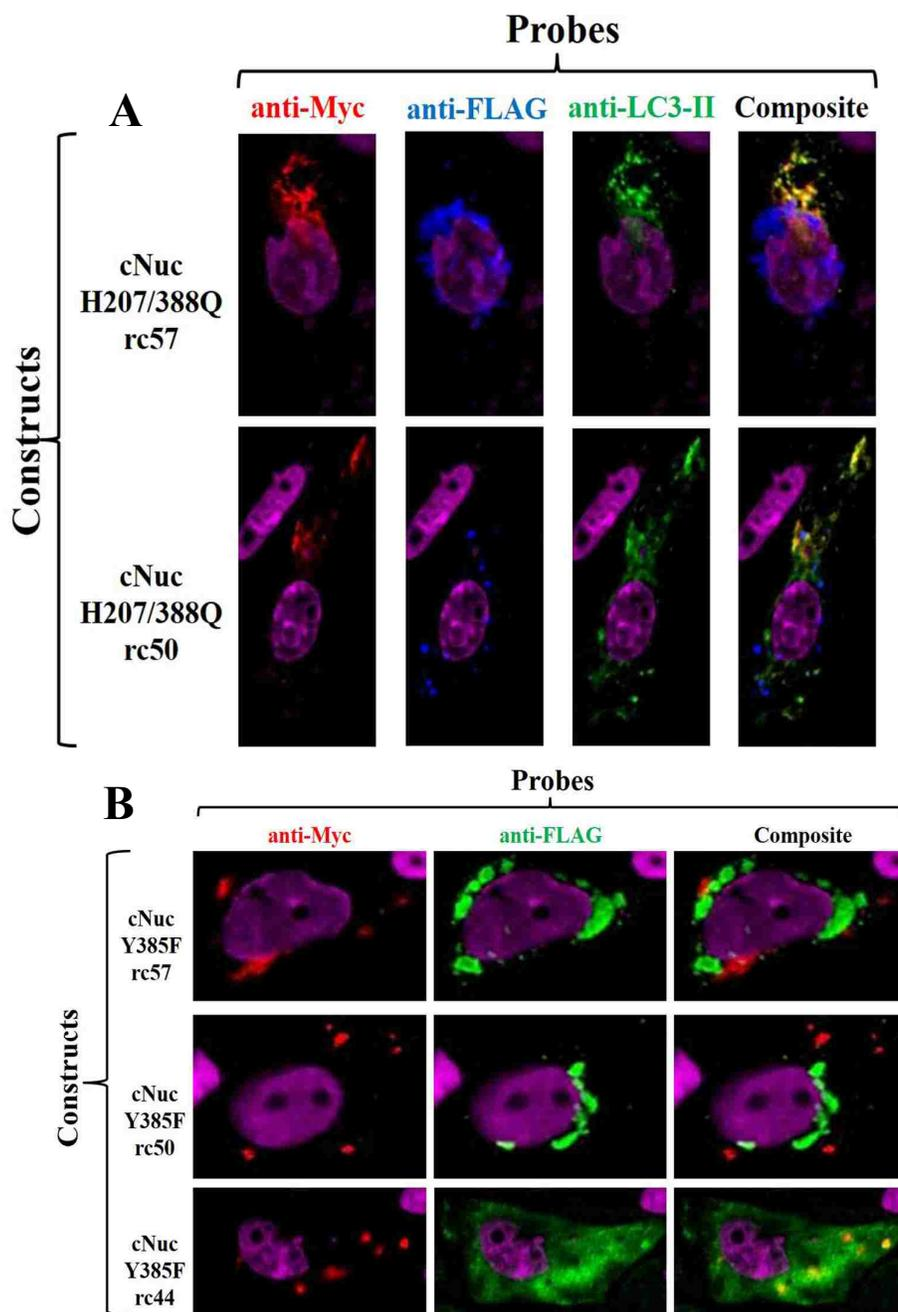 Probes
A
anti-Myc anti-FLAG anti-LC3-II Composite
Constructs
cNuc
H207/388Q
rc57
cNuc
H207/388Q
rc50
B
Probes
anti-Myc anti-FLAG Composite
Constructs
cNuc
Y385F
rc57
cNuc
Y385F
rc50
cNuc
Y385F
rc44